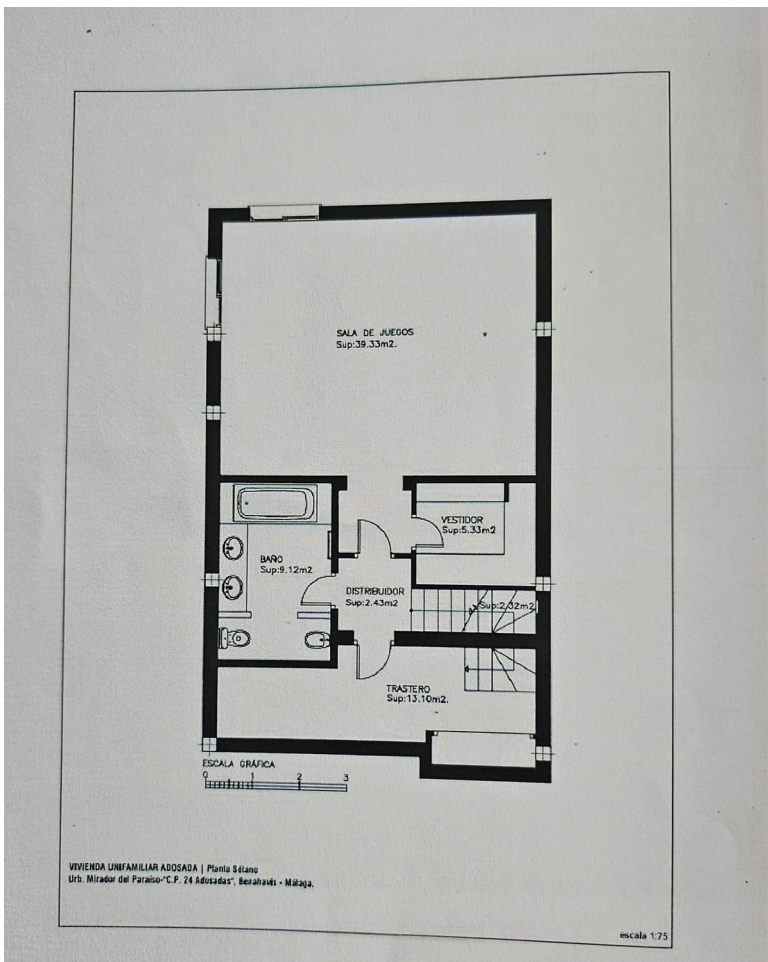 SALA DE JUEGOS
Sup:39.33m2.
VESTIDOR
Sup:5.33m2
BAÑO
Sup:9.12m2
DISTRIBUIDOR
Sup:2.43m2
Sup:2.32m2
TRASTERO
Sup:13.10m2.
ESCALA GRÁFICA
0 1 2 3
VIVIENDA UNIFAMILIAR ADOSADA | Planta Sótano
Urb. Mirador del Paraiso-"C.P. 24 Adosadas", Benahavís - Málaga.
escala 1:75